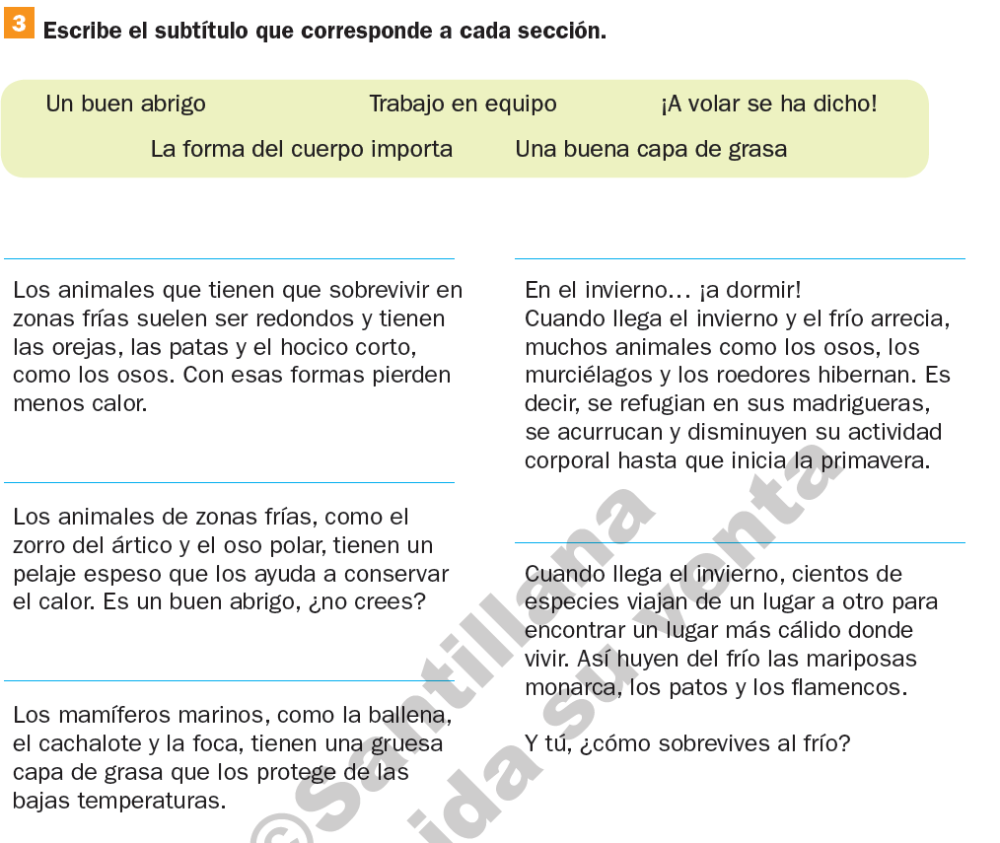 3 Escribe el subtítulo que corresponde a cada sección.
Un buen abrigo Trabajo en equipo ¡A volar se ha dicho!
La forma del cuerpo importa Una buena capa de grasa
Los animales que tienen que sobrevivir en
zonas frías suelen ser redondos y tienen
las orejas, las patas y el hocico corto,
como los osos. Con esas formas pierden
menos calor.
Los animales de zonas frías, como el
zorro del ártico y el oso polar, tienen un
pelaje espeso que los ayuda a conservar
el calor. Es un buen abrigo, ¿no crees?
Los mamíferos marinos, como la ballena,
el cachalote y la foca, tienen una gruesa
capa de grasa que los protege de las
bajas temperaturas.
En el invierno… ¡a dormir!
Cuando llega el invierno y el frío arrecia,
muchos animales como los osos, los
murciélagos y los roedores hibernan. Es
decir, se refugian en sus madrigueras,
se acurrucan y disminuyen su actividad
corporal hasta que inicia la primavera.
Cuando llega el invierno, cientos de
especies viajan de un lugar a otro para
encontrar un lugar más cálido donde
vivir. Así huyen del frío las mariposas
monarca, los patos y los flamencos.
Y tú, ¿cómo sobrevives al frío?
©Santillana
ida su venta